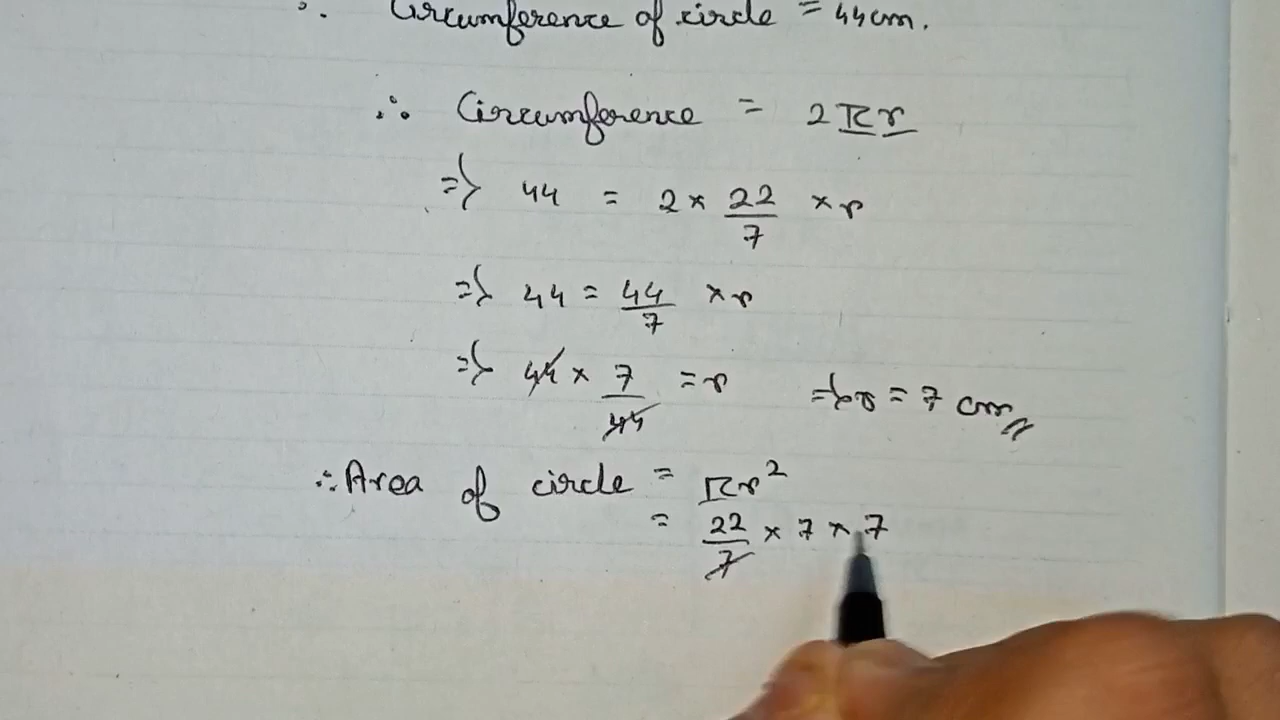 ∴ Circumference of circle = 44cm.
∴ Circumference = 2πr
=> 44 = 2 × 22/7 × r
=> 44 = 44/7 × r
=> 44 × 7/44 = r => r = 7 cm
∴ Area of circle = πr²
= 22/7 × 7 × 7